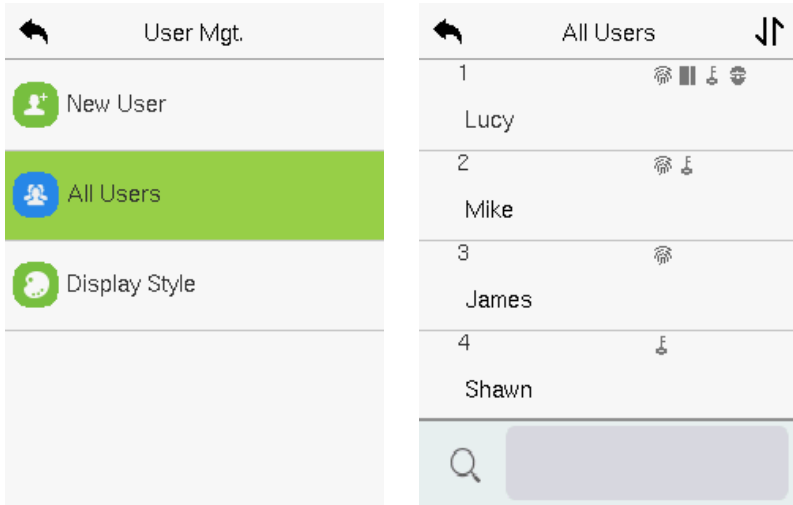 User Mgt.
New User
All Users
Display Style
All Users
1
Lucy
2
Mike
3
James
4
Shawn